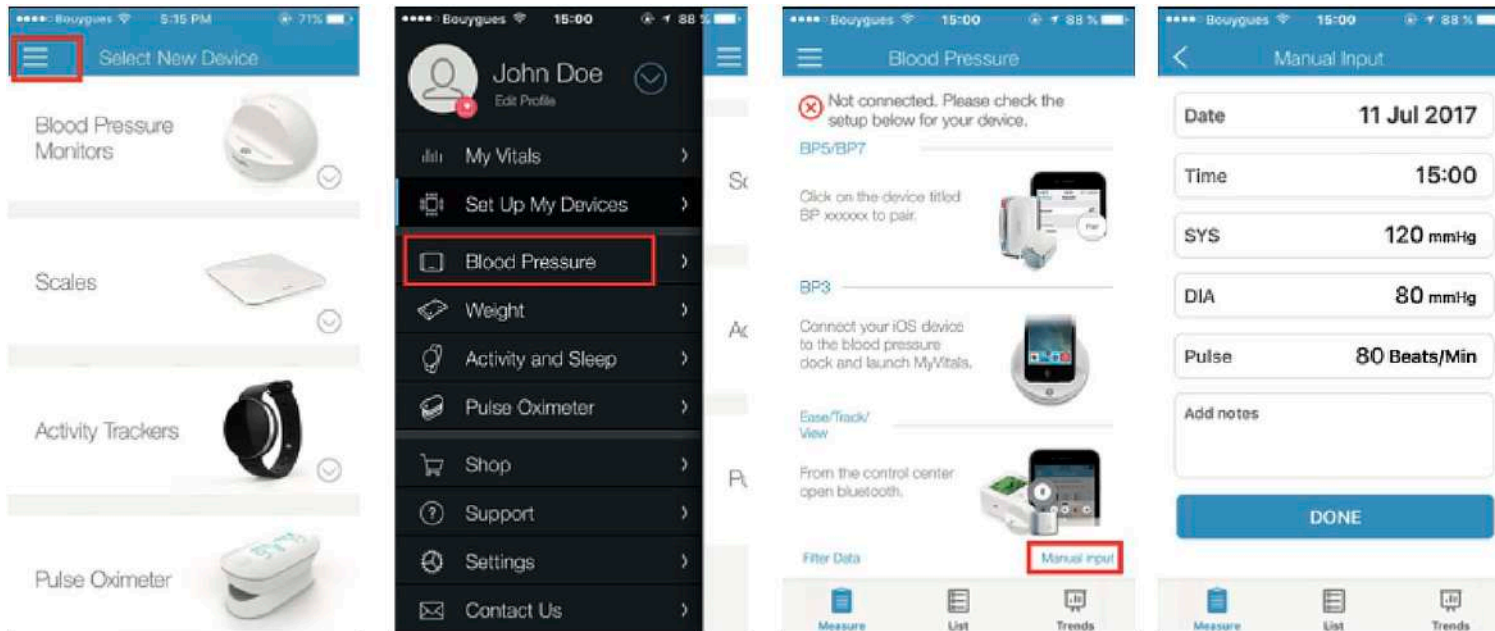 Bouygues 5:15 PM 71%
Select New Device
Blood Pressure
Monitors
Scales
Activity Trackers
Pulse Oximeter
Bouygues 15:00 88 %
John Doe
Edit Profile
My Vitals
Set Up My Devices
Blood Pressure
Weight
Activity and Sleep
Pulse Oximeter
Shop
Support
Settings
Contact Us
Sc
Ac
Pu
Bouygues 15:00 88 %
Blood Pressure
Not connected. Please check the
setup below for your device.
BP5/BP7
Click on the device titled
BP xxxxxx to pair.
BP3
Connect your iOS device
to the blood pressure
dock and launch MyVitals.
Ease/Track/
View
From the control center
open bluetooth.
Filter Data Manual input
Measure List Trends
Bouygues 15:00 88 %
Manual Input
Date 11 Jul 2017
Time 15:00
SYS 120 mmHg
DIA 80 mmHg
Pulse 80 Beats/Min
Add notes
DONE
Measure List Trends